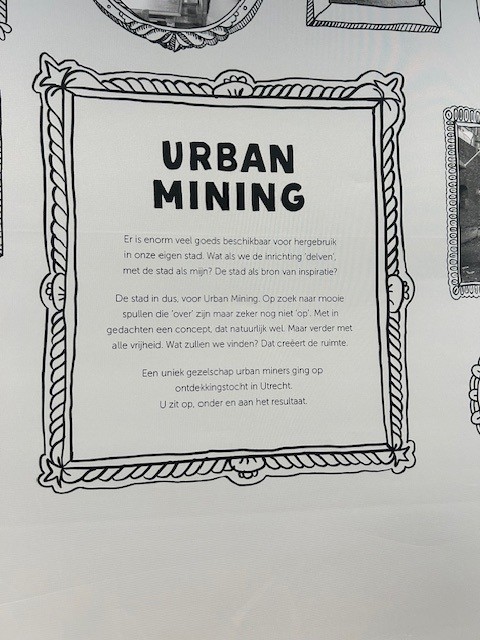 URBAN
MINING
Er is enorm veel goeds beschikbaar voor hergebruik
in onze eigen stad. Wat als we de inrichting 'delven',
met de stad als mijn? De stad als bron van inspiratie?
De stad in dus, voor Urban Mining. Op zoek naar mooie
spullen die 'over' zijn maar zeker nog niet 'op'. Met in
gedachten een concept, dat natuurlijk wel. Maar verder met
alle vrijheid. Wat zullen we vinden? Dat creëert de ruimte.
Een uniek gezelschap urban miners ging op
ontdekkingstocht in Utrecht.
U zit op, onder en aan het resultaat.